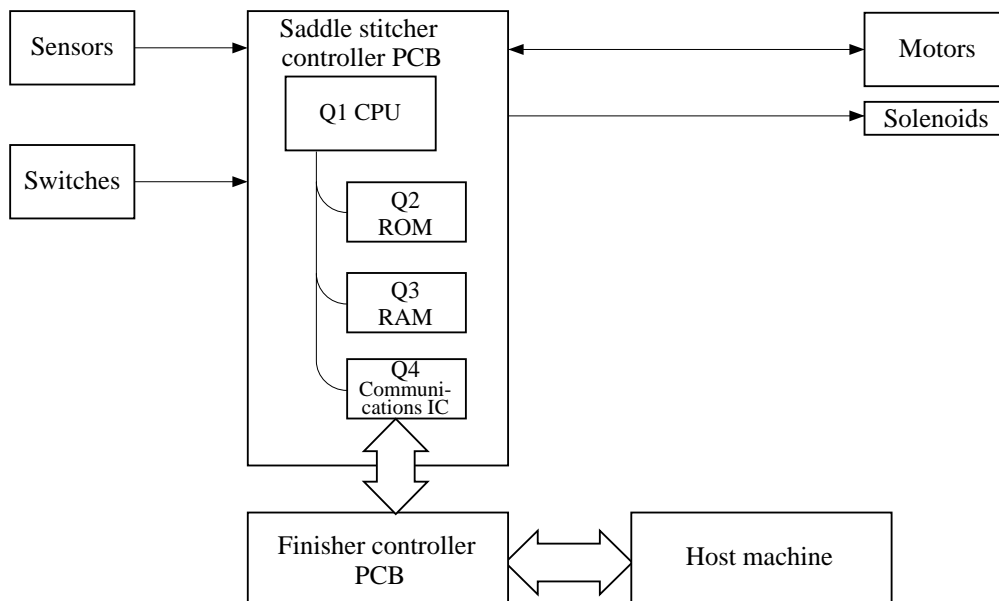 Sensors
Saddle stitcher
controller PCB
Motors
Q1 CPU
Solenoids
Switches
Q2
ROM
Q3
RAM
Q4
Communi-
cations IC
Finisher controller
PCB
Host machine